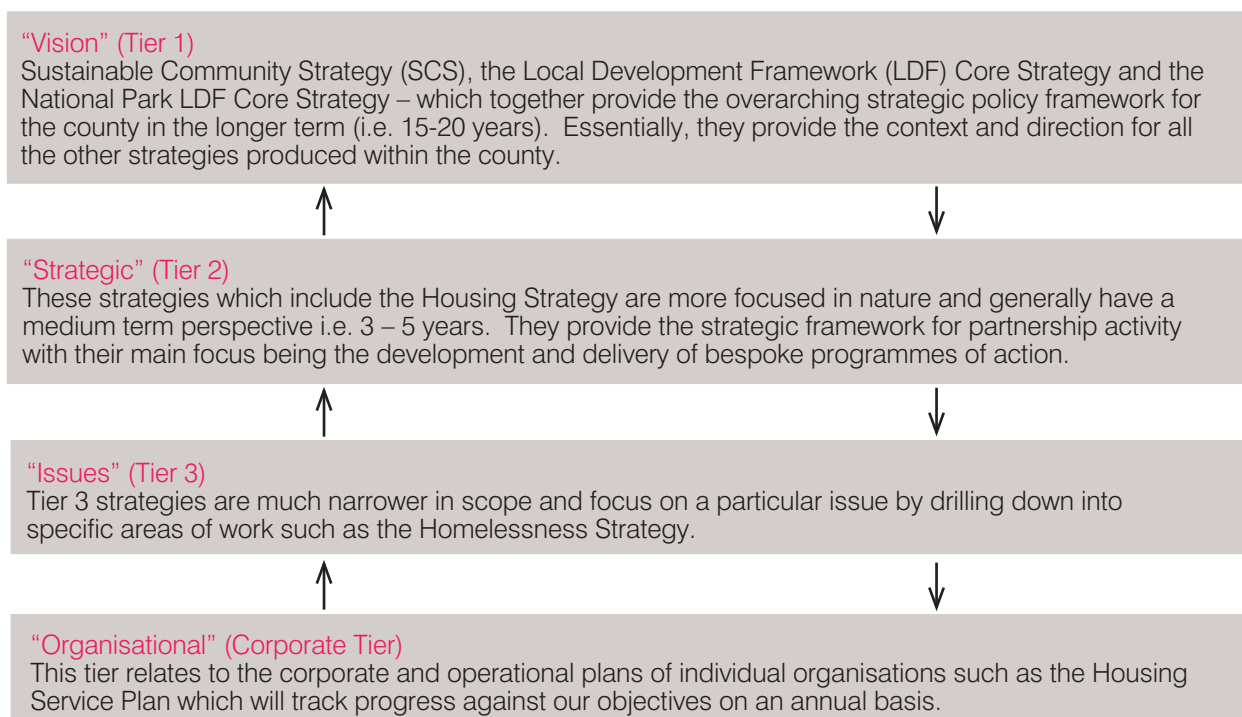 “Vision” (Tier 1)
Sustainable Community Strategy (SCS), the Local Development Framework (LDF) Core Strategy and the
National Park LDF Core Strategy – which together provide the overarching strategic policy framework for
the county in the longer term (i.e. 15-20 years).  Essentially, they provide the context and direction for all
the other strategies produced within the county.
“Strategic” (Tier 2)
These strategies which include the Housing Strategy are more focused in nature and generally have a
medium term perspective i.e. 3 – 5 years.  They provide the strategic framework for partnership activity
with their main focus being the development and delivery of bespoke programmes of action.
“Issues” (Tier 3)
Tier 3 strategies are much narrower in scope and focus on a particular issue by drilling down into
specific areas of work such as the Homelessness Strategy.
“Organisational” (Corporate Tier)
This tier relates to the corporate and operational plans of individual organisations such as the Housing
Service Plan which will track progress against our objectives on an annual basis.